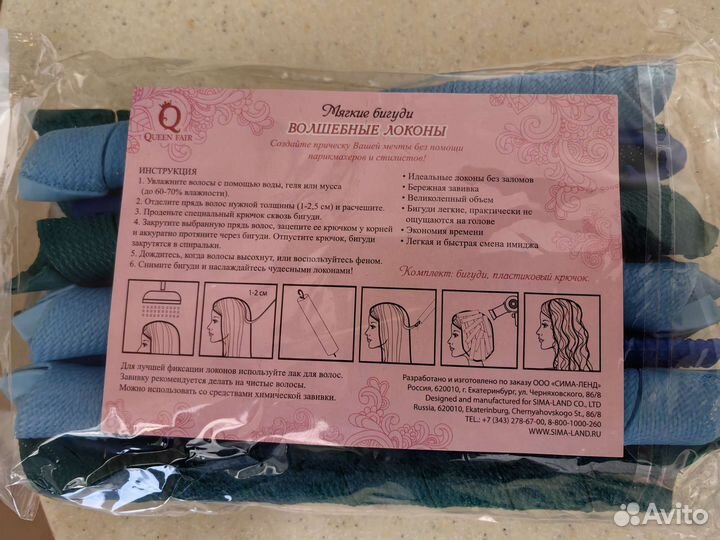 QUEEN FAIR
Мягкие бигуди
ВОЛШЕБНЫЕ ЛОКОНЫ
Создайте прическу Вашей мечты без помощи
парикмахеров и стилистов!
ИНСТРУКЦИЯ
1. Увлажните волосы с помощью воды, геля или мусса
(до 60-70% влажности).
2. Отделите прядь волос нужной толщины (1-2,5 см) и расчешите.
3. Проденьте специальный крючок сквозь бигуди.
4. Закрутите выбранную прядь, зацепите ее крючком у корней
и аккуратно протяните через бигуди. Отпустите крючок, бигуди
закрутятся в спиральки.
5. Дождитесь, когда волосы высохнут, или воспользуйтесь феном.
6. Снимите бигуди и наслаждайтесь чудесными локонами!
• Идеальные локоны без заломов
• Бережная завивка
• Великолепный объем
• Бигуди легкие, практически не
ощущаются на голове
• Экономия времени
• Легкая и быстрая смена имиджа
Комплект: бигуди, пластиковый крючок.
1-2 см
Для лучшей фиксации локонов используйте лак для волос.
Завивку рекомендуется делать на чистые волосы.
Можно использовать со средствами химической завивки.
Разработано и изготовлено по заказу ООО «СИМА-ЛЕНД»
Россия, 620010, г. Екатеринбург, ул. Черняховского, 86/8
Designed and manufactured for SIMA-LAND CO., LTD
Russia, 620010, Ekaterinburg, Chernyahovskogo St., 86/8
TEL.: +7 (343) 278-67-00, 8-800-1000-260
WWW.SIMA-LAND.RU
Avito